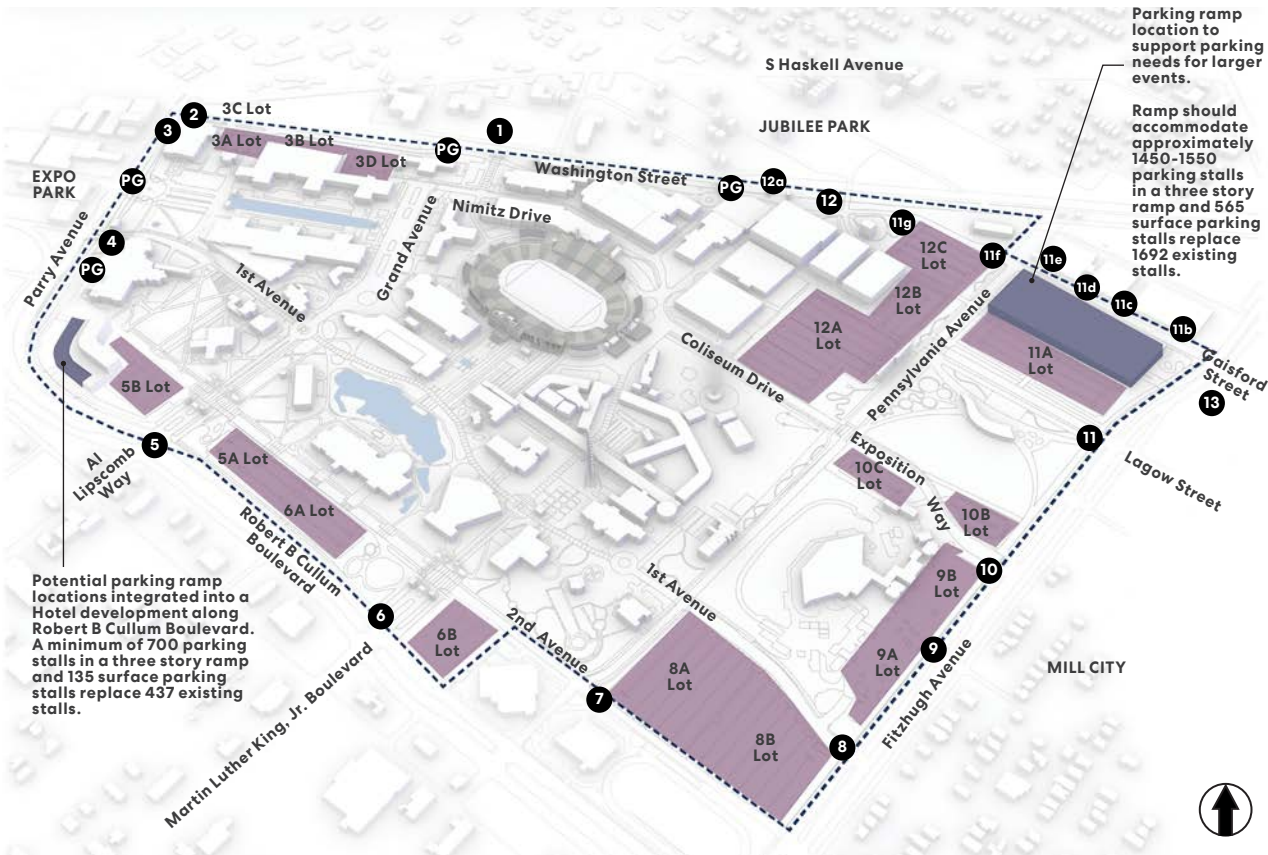 Parking ramp
location to
support parking
needs for larger
events.
Ramp should
accommodate
approximately
1450-1550
parking stalls
in a three story
ramp and 565
surface parking
stalls replace
1692 existing
stalls.
S Haskell Avenue
JUBILEE PARK
2
3C Lot
3
3A Lot
3B Lot
3D Lot
PG
1
EXPO
PARK
PG
Washington Street
PG
12a
12
11g
Parry Avenue
4
PG
Grand Avenue
Nimitz Drive
1st Avenue
12C
Lot
11f
11e
11d
11c
11b
12B
Lot
12A
Lot
Pennsylvania Avenue
11A
Lot
Gaisford
Street
13
Coliseum Drive
5B Lot
5
Al
Lipscomb
Way
5A Lot
6A Lot
Robert B Cullum
Boulevard
11
Lagow Street
Exposition
Way
10C
Lot
10B
Lot
10
9B
Lot
9
9A
Lot
Fitzhugh Avenue
MILL CITY
1st Avenue
2nd Avenue
6
6B
Lot
7
8A
Lot
8B
Lot
8
Martin Luther King, Jr. Boulevard
Potential parking ramp
locations integrated into a
Hotel development along
Robert B Cullum Boulevard.
A minimum of 700 parking
stalls in a three story ramp
and 135 surface parking
stalls replace 437 existing
stalls.